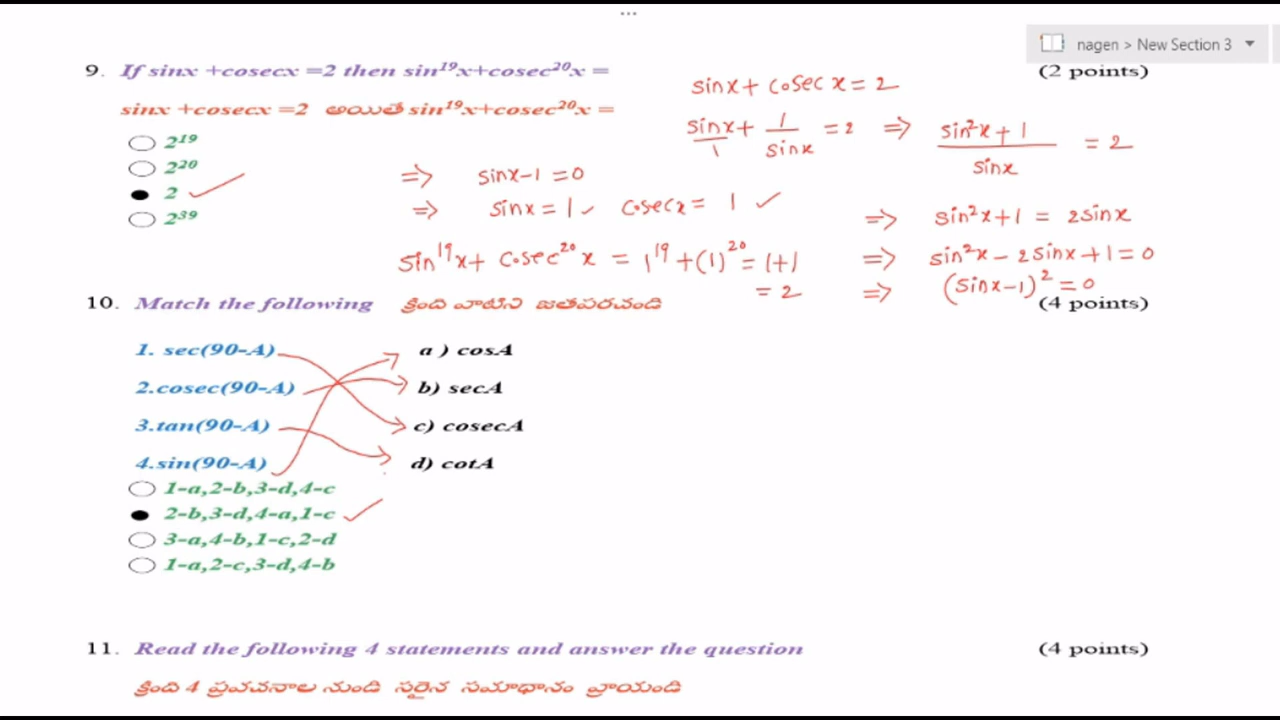 ...
nagen > New Section 3
9. If sinx +cosecx =2 then sin¹⁹x+cosec²⁰x = (2 points)
sinx +cosecx =2 అయితే sin¹⁹x+cosec²⁰x =
2¹⁹
2²⁰
2 ✓
2³⁹
sinx + cosec x = 2
sinx/1 + 1/sinx = 2 ⇒ (sin²x + 1)/sinx = 2
⇒ sin²x + 1 = 2sinx
⇒ sin²x − 2sinx + 1 = 0
⇒ (sinx−1)² = 0
⇒ sinx−1 = 0
⇒ sinx = 1 ✓ cosecx = 1 ✓
sin¹⁹x + cosec²⁰x = 1¹⁹ + (1)²⁰ = 1+1
= 2
10. Match the following క్రింది వాటిని జతపరచండి (4 points)
1. sec(90-A) a ) cosA
2.cosec(90-A) b) secA
3.tan(90-A) c) cosecA
4.sin(90-A) d) cotA
1-a,2-b,3-d,4-c
2-b,3-d,4-a,1-c ✓
3-a,4-b,1-c,2-d
1-a,2-c,3-d,4-b
11. Read the following 4 statements and answer the question (4 points)
క్రింది 4 ప్రవచనాల నుండి సరైన సమాధానం వ్రాయండి